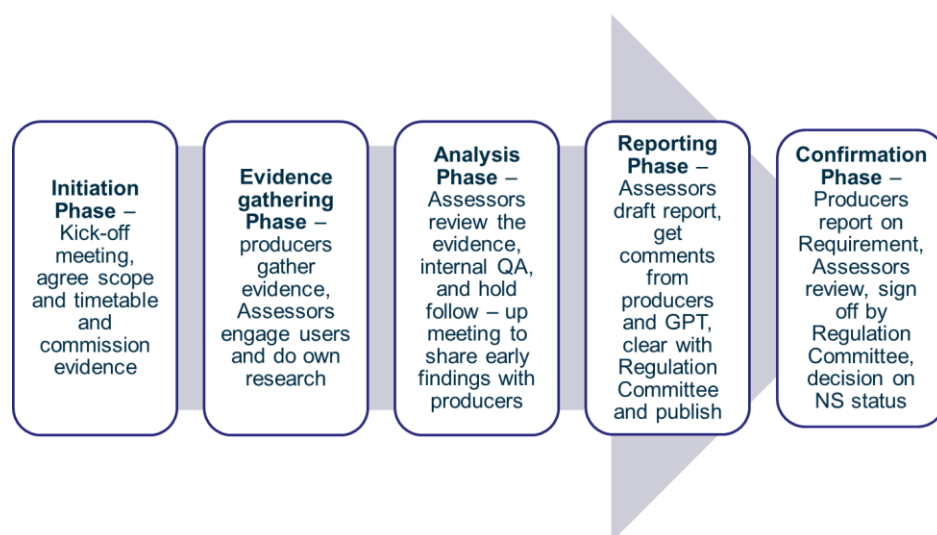 Initiation
Phase –
Kick-off
meeting,
agree scope
and timetable
and
commission
evidence
Evidence
gathering
Phase –
producers
gather
evidence,
Assessors
engage users
and do own
research
Analysis
Phase –
Assessors
review the
evidence,
internal QA,
and hold
follow – up
meeting to
share early
findings with
producers
Reporting
Phase –
Assessors
draft report,
get
comments
from
producers
and GPT,
clear with
Regulation
Committee
and publish
Confirmation
Phase –
Producers
report on
Requirement,
Assessors
review, sign
off by
Regulation
Committee,
decision on
NS status